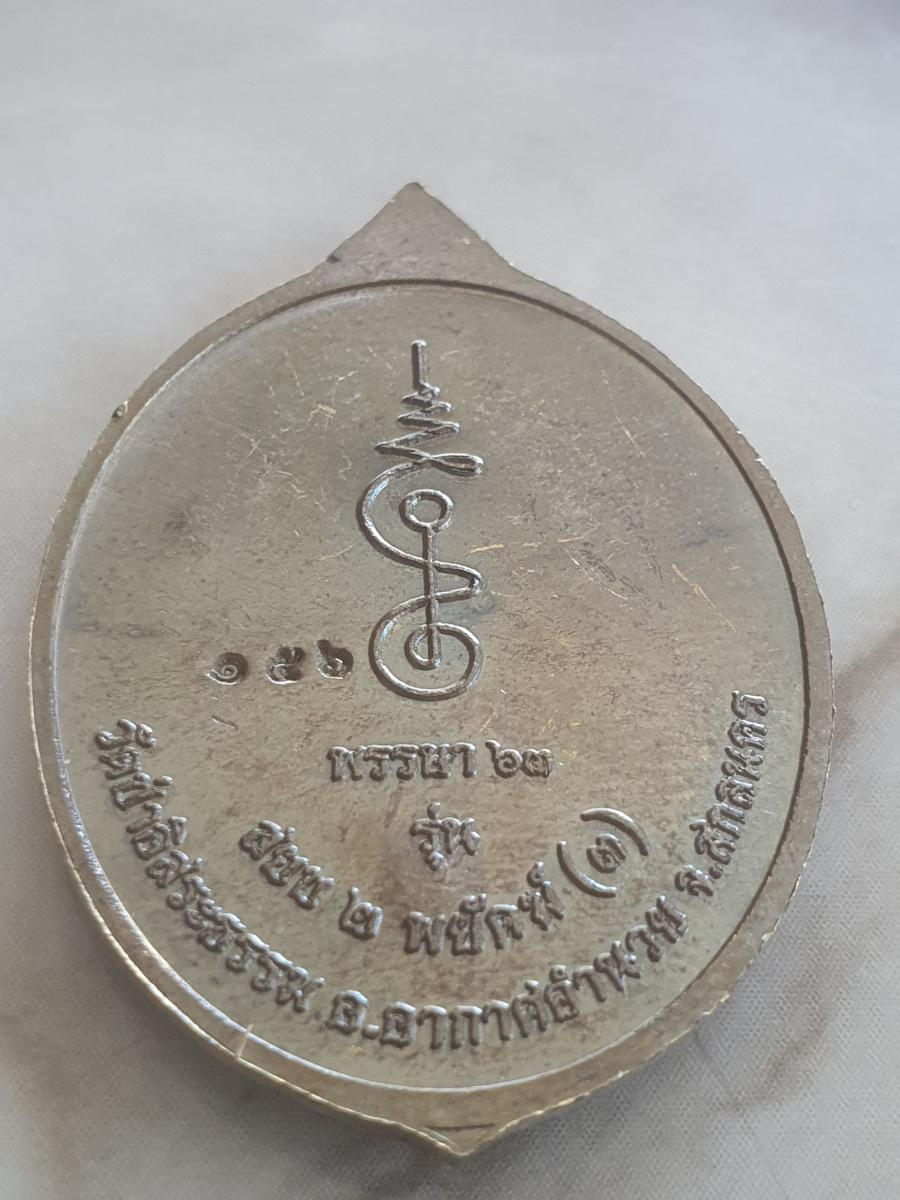 ๑๕๖
พรรษา ๖๓
รุ่น
สยบ ๒ พยัคฆ์ (๓)
วัดป่าอิสระธรรม อ.อากาศอำนวย จ.สกลนคร